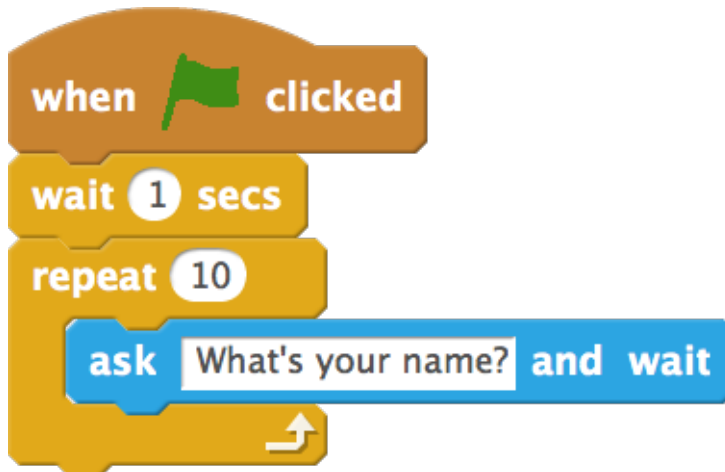 when clicked
wait 1 secs
repeat 10
ask What's your name? and wait